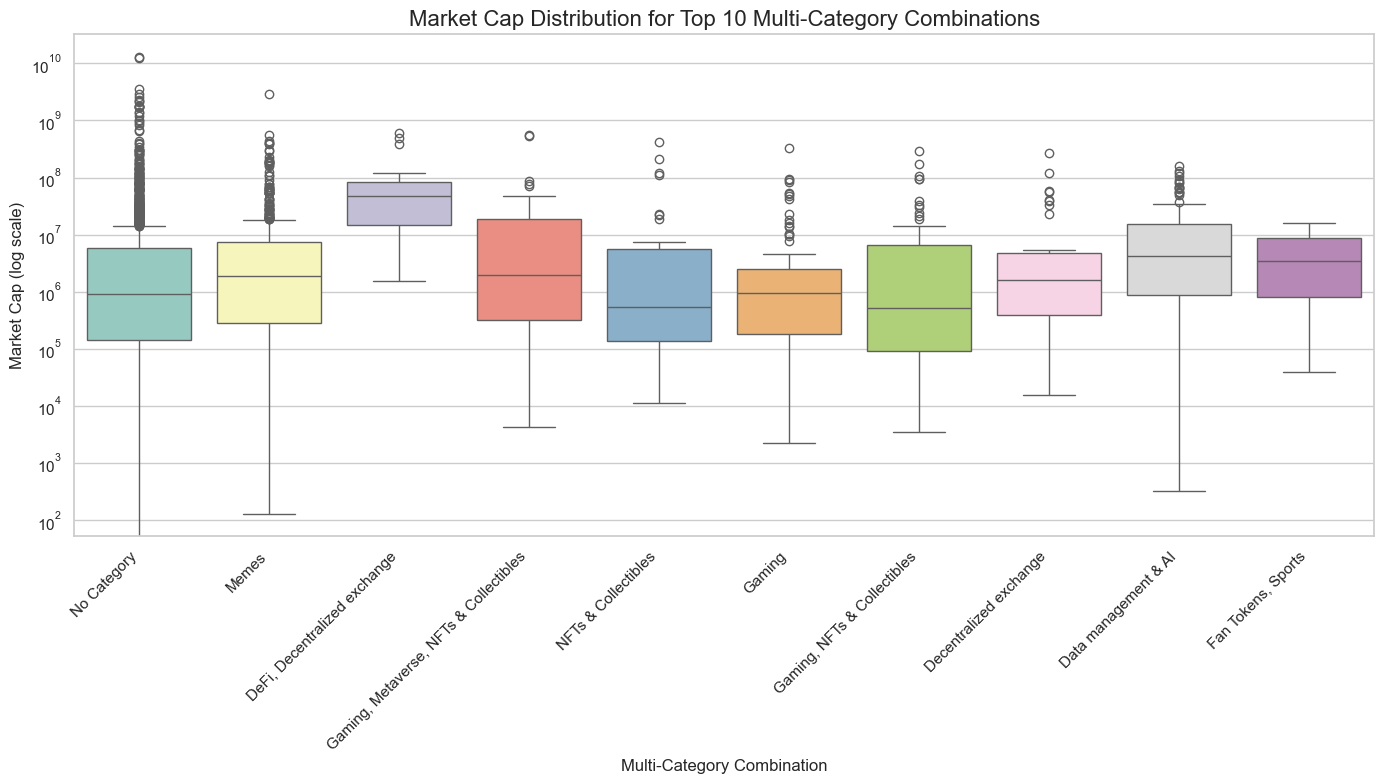 Market Cap Distribution for Top 10 Multi-Category Combinations
Market Cap (log scale)
10^10
10^9
10^8
10^7
10^6
10^5
10^4
10^3
10^2
No Category
Memes
DeFi, Decentralized exchange
Gaming, Metaverse, NFTs & Collectibles
NFTs & Collectibles
Gaming
Gaming, NFTs & Collectibles
Decentralized exchange
Data management & AI
Fan Tokens, Sports
Multi-Category Combination